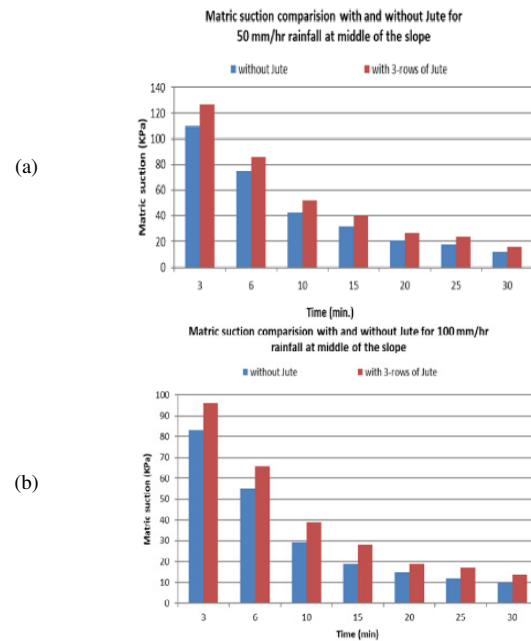 Matric suction comparision with and without Jute for
50 mm/hr rainfall at middle of the slope
without Jute
with 3-rows of Jute
(a)
Matric suction (KPa)
140
120
100
80
60
40
20
0
3 6 10 15 20 25 30
Time (min.)
Matric suction comparision with and without Jute for 100 mm/hr
rainfall at middle of the slope
without Jute
with 3-rows of Jute
(b)
Matric suction (KPa)
100
90
80
70
60
50
40
30
20
10
0
3 6 10 15 20 25 30
Time (min)